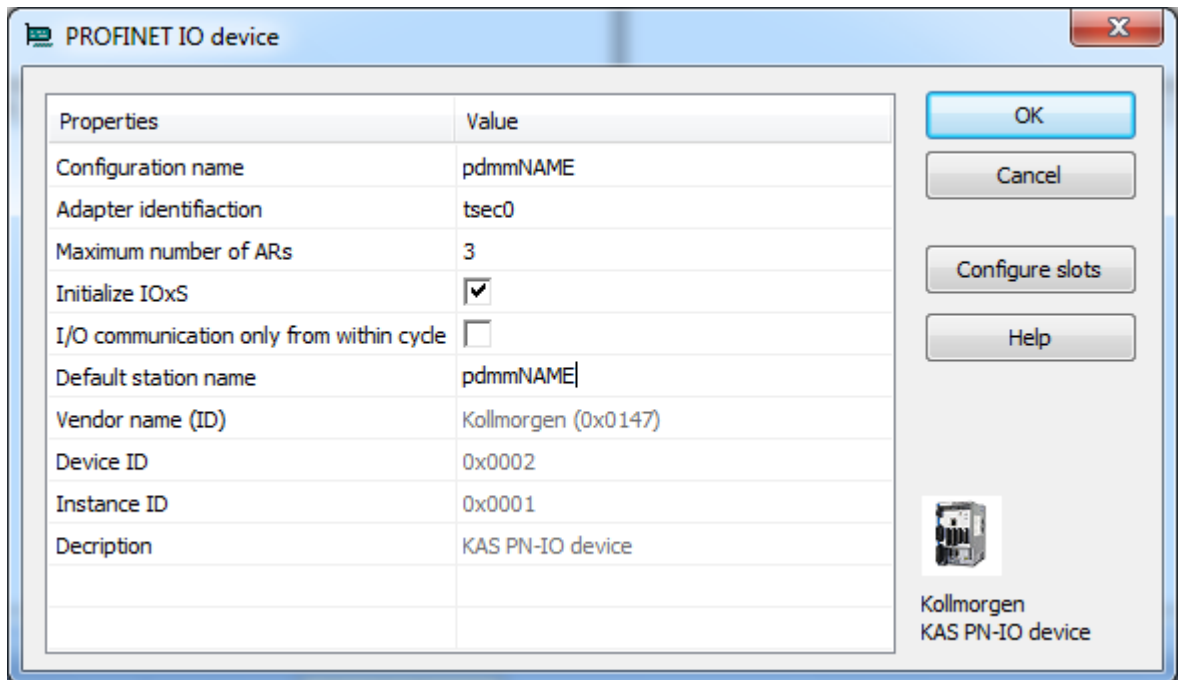 PROFINET IO device
Properties Value
Configuration name pdmmNAME
Adapter identifiaction tsec0
Maximum number of ARs 3
Initialize IOxS
I/O communication only from within cycle
Default station name pdmmNAME
Vendor name (ID) Kollmorgen (0x0147)
Device ID 0x0002
Instance ID 0x0001
Decription KAS PN-IO device
OK
Cancel
Configure slots
Help
Kollmorgen
KAS PN-IO device